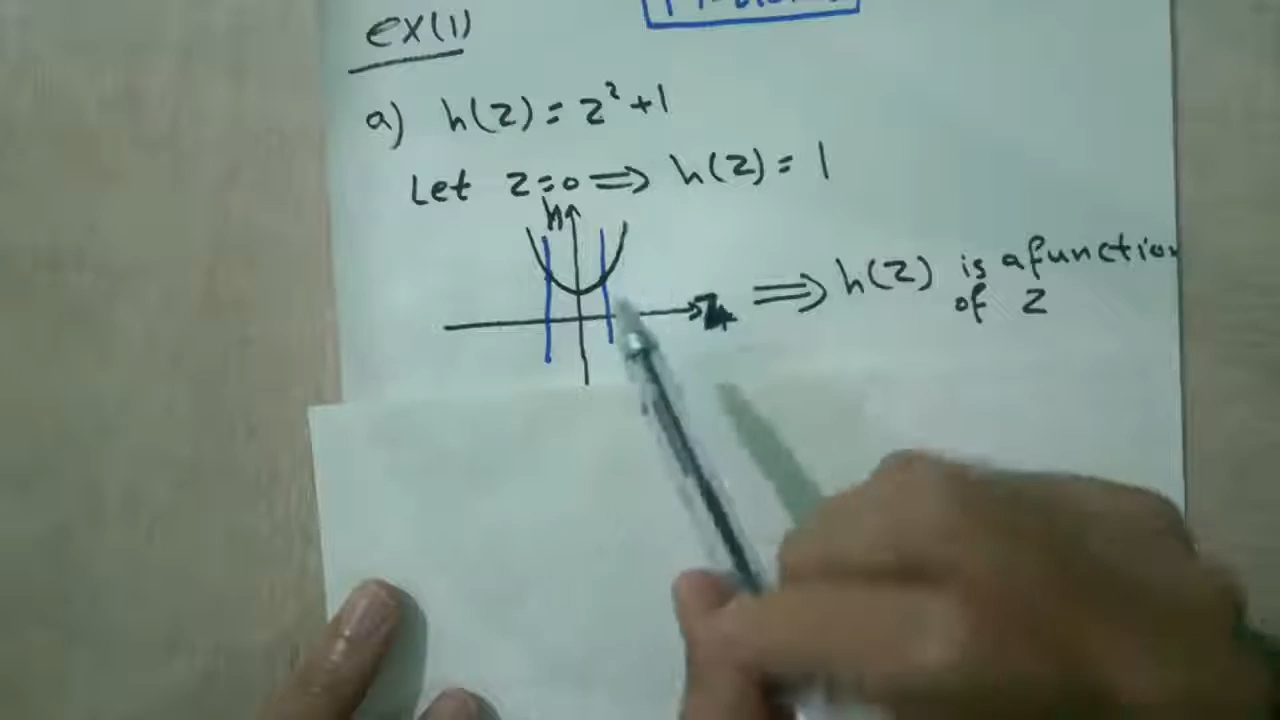 ex(1)
a) h(z) = z²+1
Let z=0 ⟹ h(z) = 1
h
z ⟹ h(z) is a function
of z